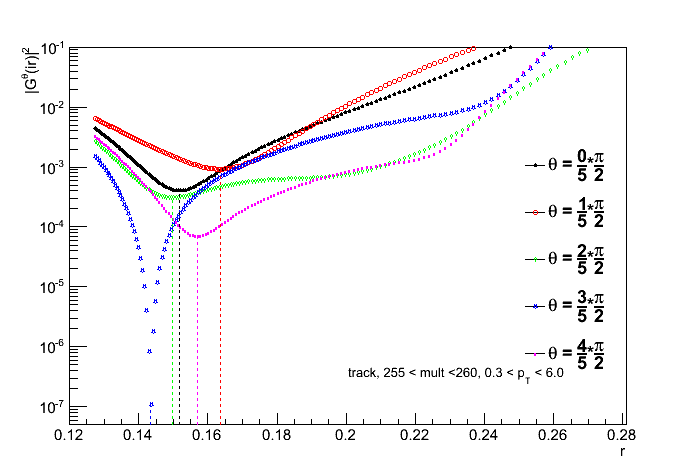 |G^θ(ir)|²
10⁻¹
10⁻²
10⁻³
10⁻⁴
10⁻⁵
10⁻⁶
10⁻⁷
θ = 0/5*π/2
θ = 1/5*π/2
θ = 2/5*π/2
θ = 3/5*π/2
θ = 4/5*π/2
track, 255 < mult <260, 0.3 < p_T < 6.0
0.12 0.14 0.16 0.18 0.2 0.22 0.24 0.26 0.28
r